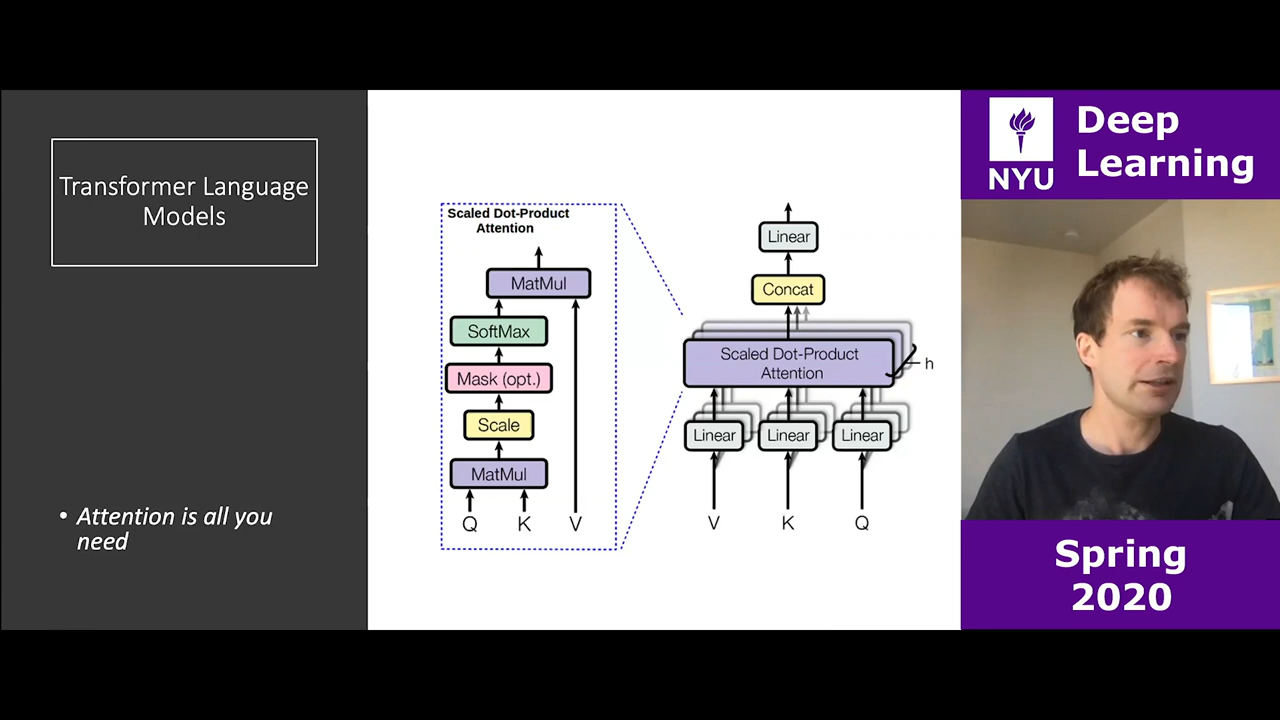 Transformer Language
Models
• Attention is all you
need
Scaled Dot-Product
Attention
MatMul
SoftMax
Mask (opt.)
Scale
MatMul
Q K V
Linear
Concat
Scaled Dot-Product
Attention
h
Linear Linear Linear
V K Q
NYU
Deep
Learning
Spring
2020